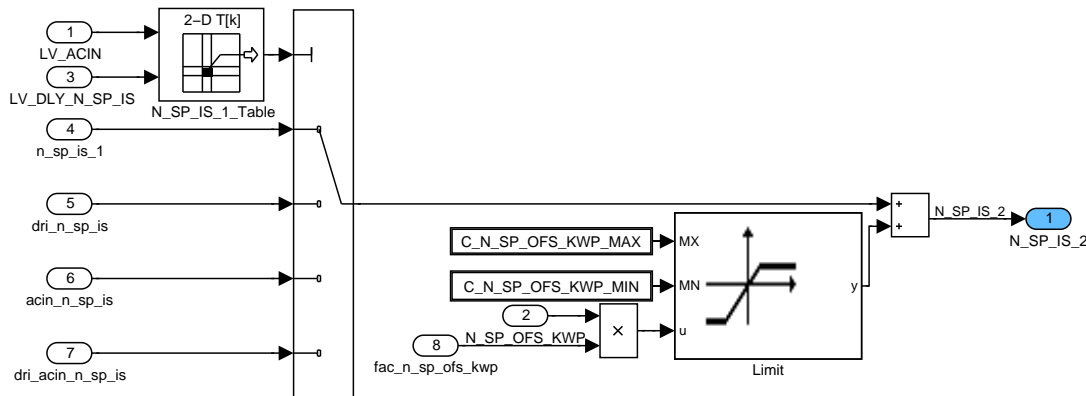 1
LV_ACIN
3
LV_DLY_N_SP_IS
2−D T[k]
N_SP_IS_1_Table
4
n_sp_is_1
5
dri_n_sp_is
6
acin_n_sp_is
7
dri_acin_n_sp_is
C_N_SP_OFS_KWP_MAX
C_N_SP_OFS_KWP_MIN
2
N_SP_OFS_KWP
8
fac_n_sp_ofs_kwp
×
MX
MN
u
y
Limit
+
+
N_SP_IS_2
1
N_SP_IS_2